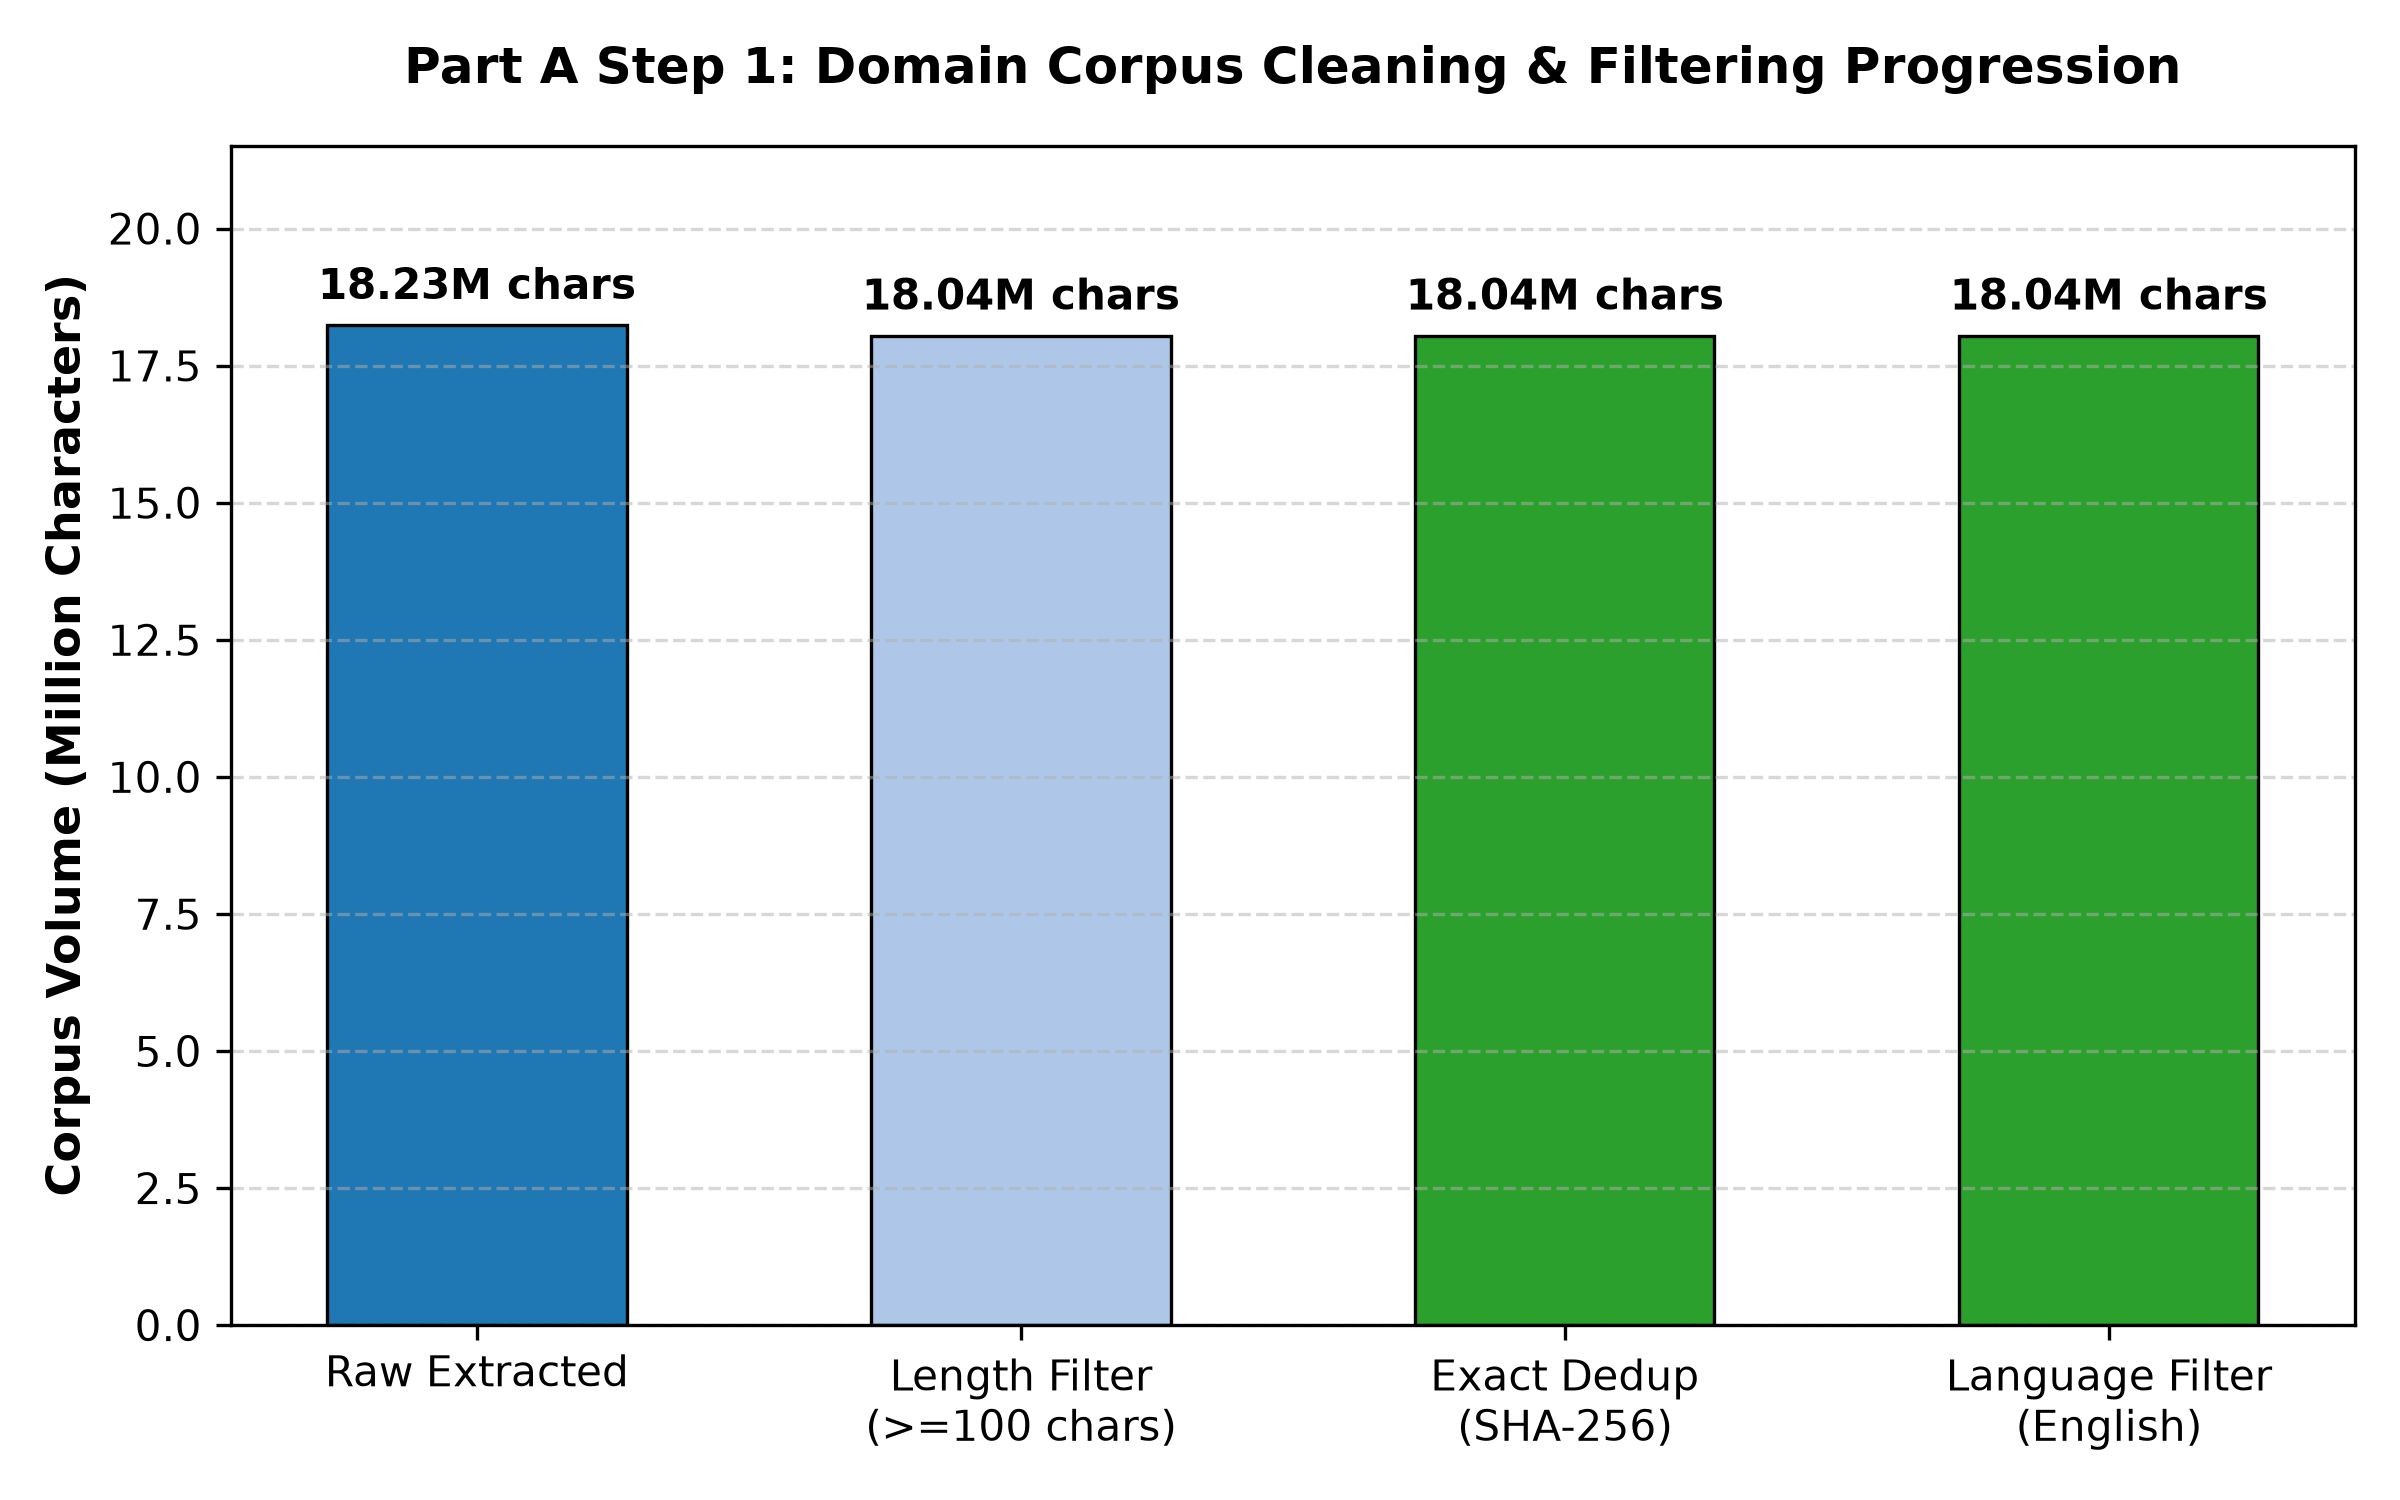 Part A Step 1: Domain Corpus Cleaning & Filtering Progression
Corpus Volume (Million Characters)
20.0
17.5
15.0
12.5
10.0
7.5
5.0
2.5
0.0
18.23M chars
18.04M chars
18.04M chars
18.04M chars
Raw Extracted
Length Filter
(>=100 chars)
Exact Dedup
(SHA-256)
Language Filter
(English)